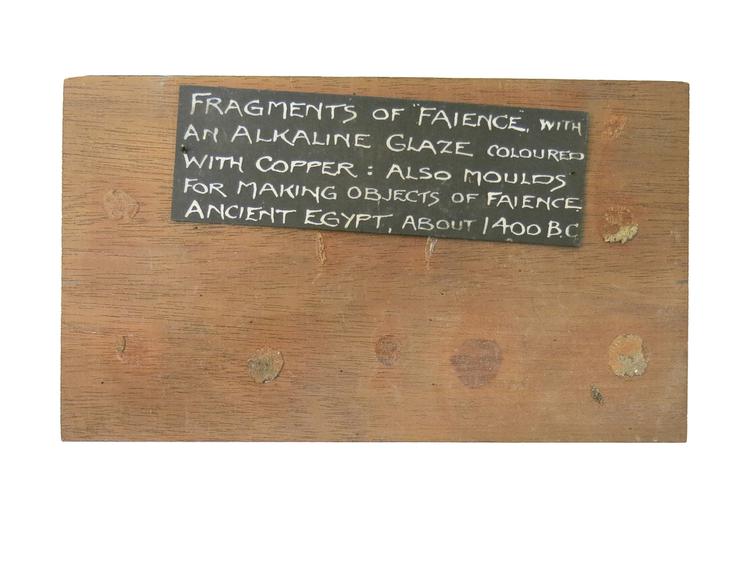 FRAGMENTS OF "FAIENCE", WITH
AN ALKALINE GLAZE COLOURED
WITH COPPER : ALSO MOULDS
FOR MAKING OBJECTS OF FAIENCE
ANCIENT EGYPT, ABOUT 1400 B.C